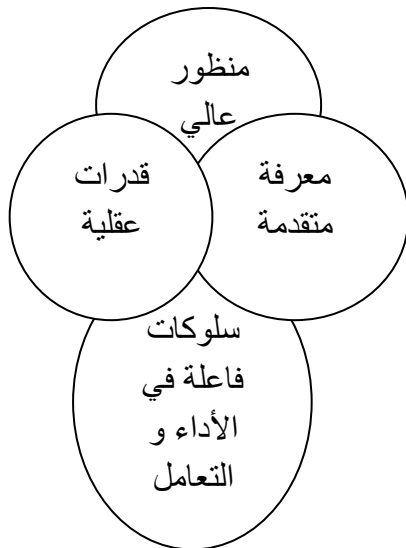 منظور
عالي
قدرات
عقلية
معرفة
متقدمة
سلوكات
فاعلة في
الأداء و
التعامل